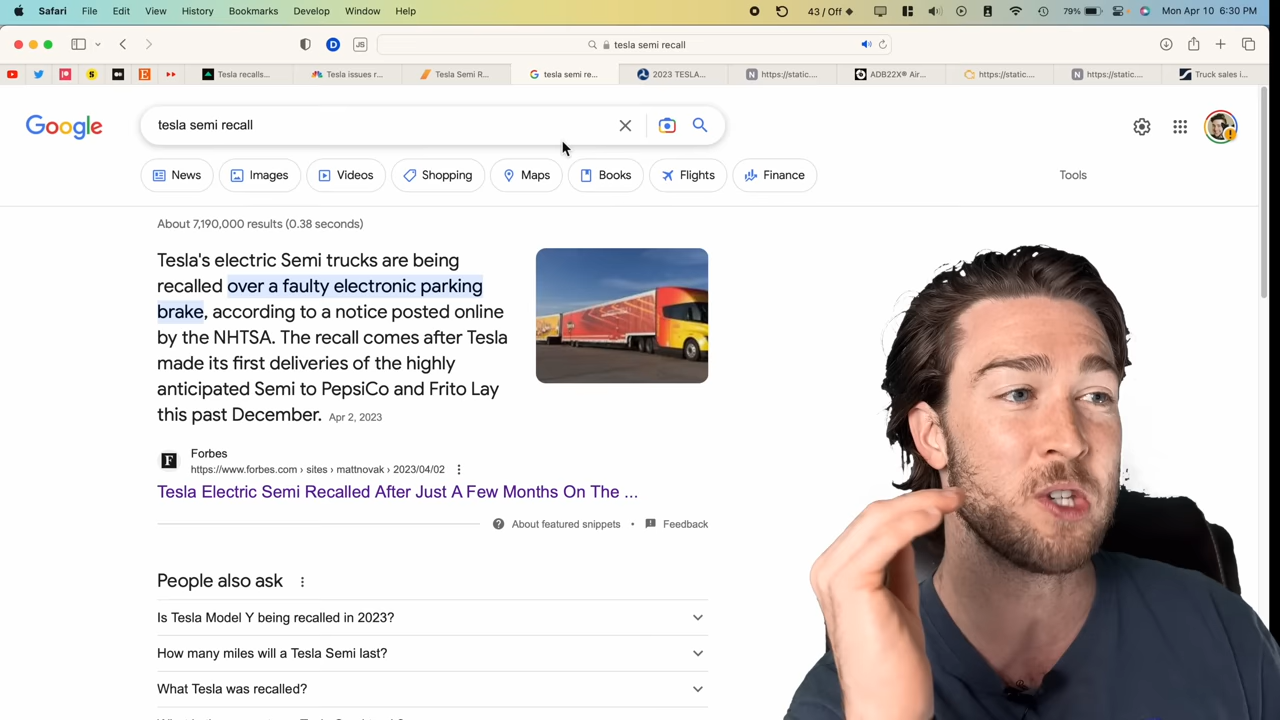 Safari File Edit View History Bookmarks Develop Window Help 43 / Off 79% Mon Apr 10 6:30 PM
D JS tesla semi recall
Tesla recalls... Tesla issues r... Tesla Semi R... tesla semi re... 2023 TESLA... https://static.... ADB22X® Air... https://static.... https://static.... Truck sales i...
Google
tesla semi recall
News Images Videos Shopping Maps Books Flights Finance Tools
About 7,190,000 results (0.38 seconds)
Tesla's electric Semi trucks are being
recalled over a faulty electronic parking
brake, according to a notice posted online
by the NHTSA. The recall comes after Tesla
made its first deliveries of the highly
anticipated Semi to PepsiCo and Frito Lay
this past December. Apr 2, 2023
F Forbes
https://www.forbes.com › sites › mattnovak › 2023/04/02
Tesla Electric Semi Recalled After Just A Few Months On The ...
About featured snippets • Feedback
People also ask
Is Tesla Model Y being recalled in 2023?
How many miles will a Tesla Semi last?
What Tesla was recalled?